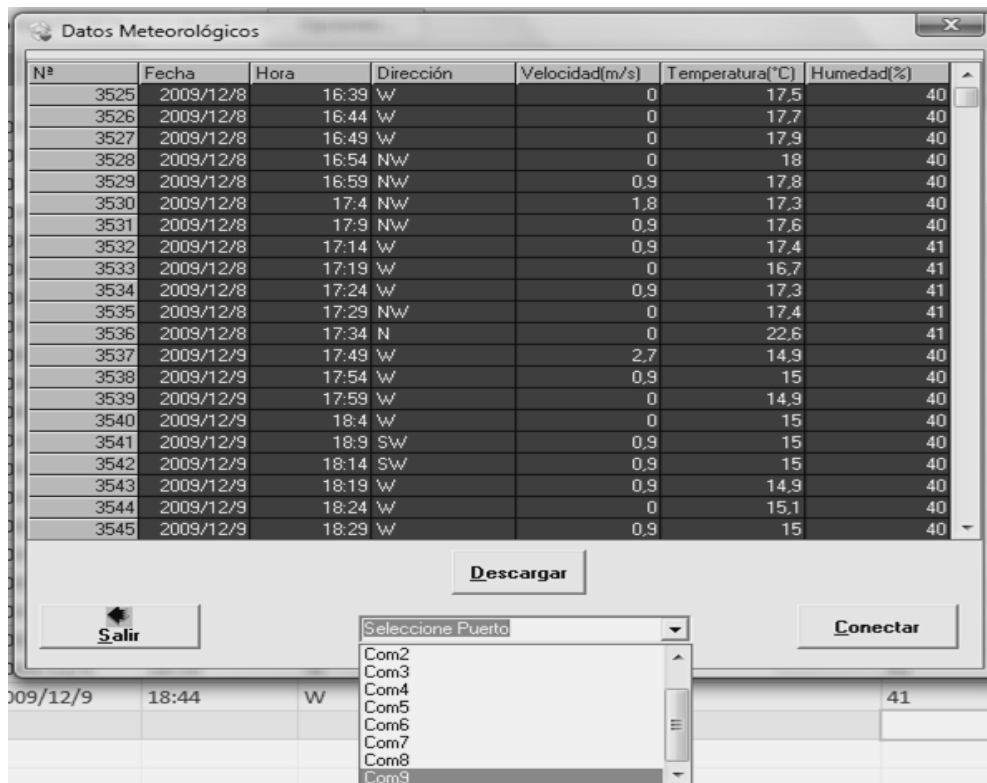 Datos Meteorológicos
Nª Fecha Hora Dirección Velocidad(m/s) Temperatura(°C) Humedad(%)
3525 2009/12/8 16:39 W 0 17,5 40
3526 2009/12/8 16:44 W 0 17,7 40
3527 2009/12/8 16:49 W 0 17,9 40
3528 2009/12/8 16:54 NW 0 18 40
3529 2009/12/8 16:59 NW 0,9 17,8 40
3530 2009/12/8 17:4 NW 1,8 17,3 40
3531 2009/12/8 17:9 NW 0,9 17,6 40
3532 2009/12/8 17:14 W 0,9 17,4 41
3533 2009/12/8 17:19 W 0 16,7 41
3534 2009/12/8 17:24 W 0,9 17,3 41
3535 2009/12/8 17:29 NW 0 17,4 41
3536 2009/12/8 17:34 N 0 22,6 41
3537 2009/12/9 17:49 W 2,7 14,9 40
3538 2009/12/9 17:54 W 0,9 15 40
3539 2009/12/9 17:59 W 0 14,9 40
3540 2009/12/9 18:4 W 0 15 40
3541 2009/12/9 18:9 SW 0,9 15 40
3542 2009/12/9 18:14 SW 0,9 15 40
3543 2009/12/9 18:19 W 0,9 14,9 40
3544 2009/12/9 18:24 W 0 15,1 40
3545 2009/12/9 18:29 W 0,9 15 40
Descargar
Salir
Seleccione Puerto
Conectar
Com2
Com3
Com4
Com5
Com6
Com7
Com8
Com9
009/12/9 18:44 W 41